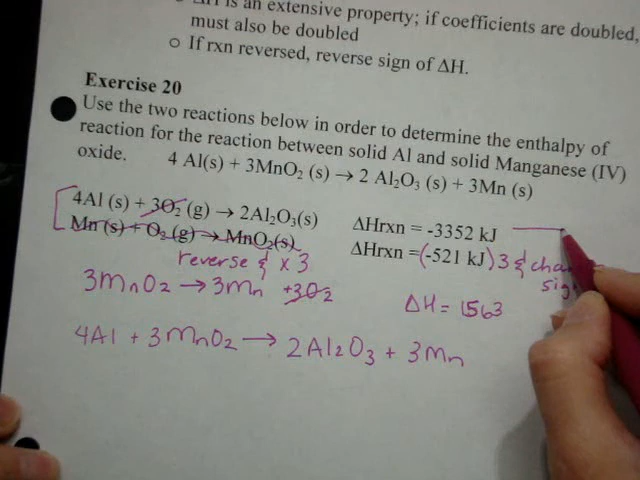 is an extensive property; if coefficients are doubled,
must also be doubled
o If rxn reversed, reverse sign of ΔH.
Exercise 20
Use the two reactions below in order to determine the enthalpy of
reaction for the reaction between solid Al and solid Manganese (IV)
oxide. 4 Al(s) + 3MnO₂ (s) → 2 Al₂O₃ (s) + 3Mn (s)
4Al (s) + 3O₂ (g) → 2Al₂O₃(s) ΔHrxn = -3352 kJ
Mn (s) + O₂ (g) → MnO₂(s) ΔHrxn =(-521 kJ)3 &
reverse & x 3
3MnO₂ → 3Mn +3O₂ ΔH = 1563
4Al + 3MnO₂ → 2Al₂O₃ + 3Mn